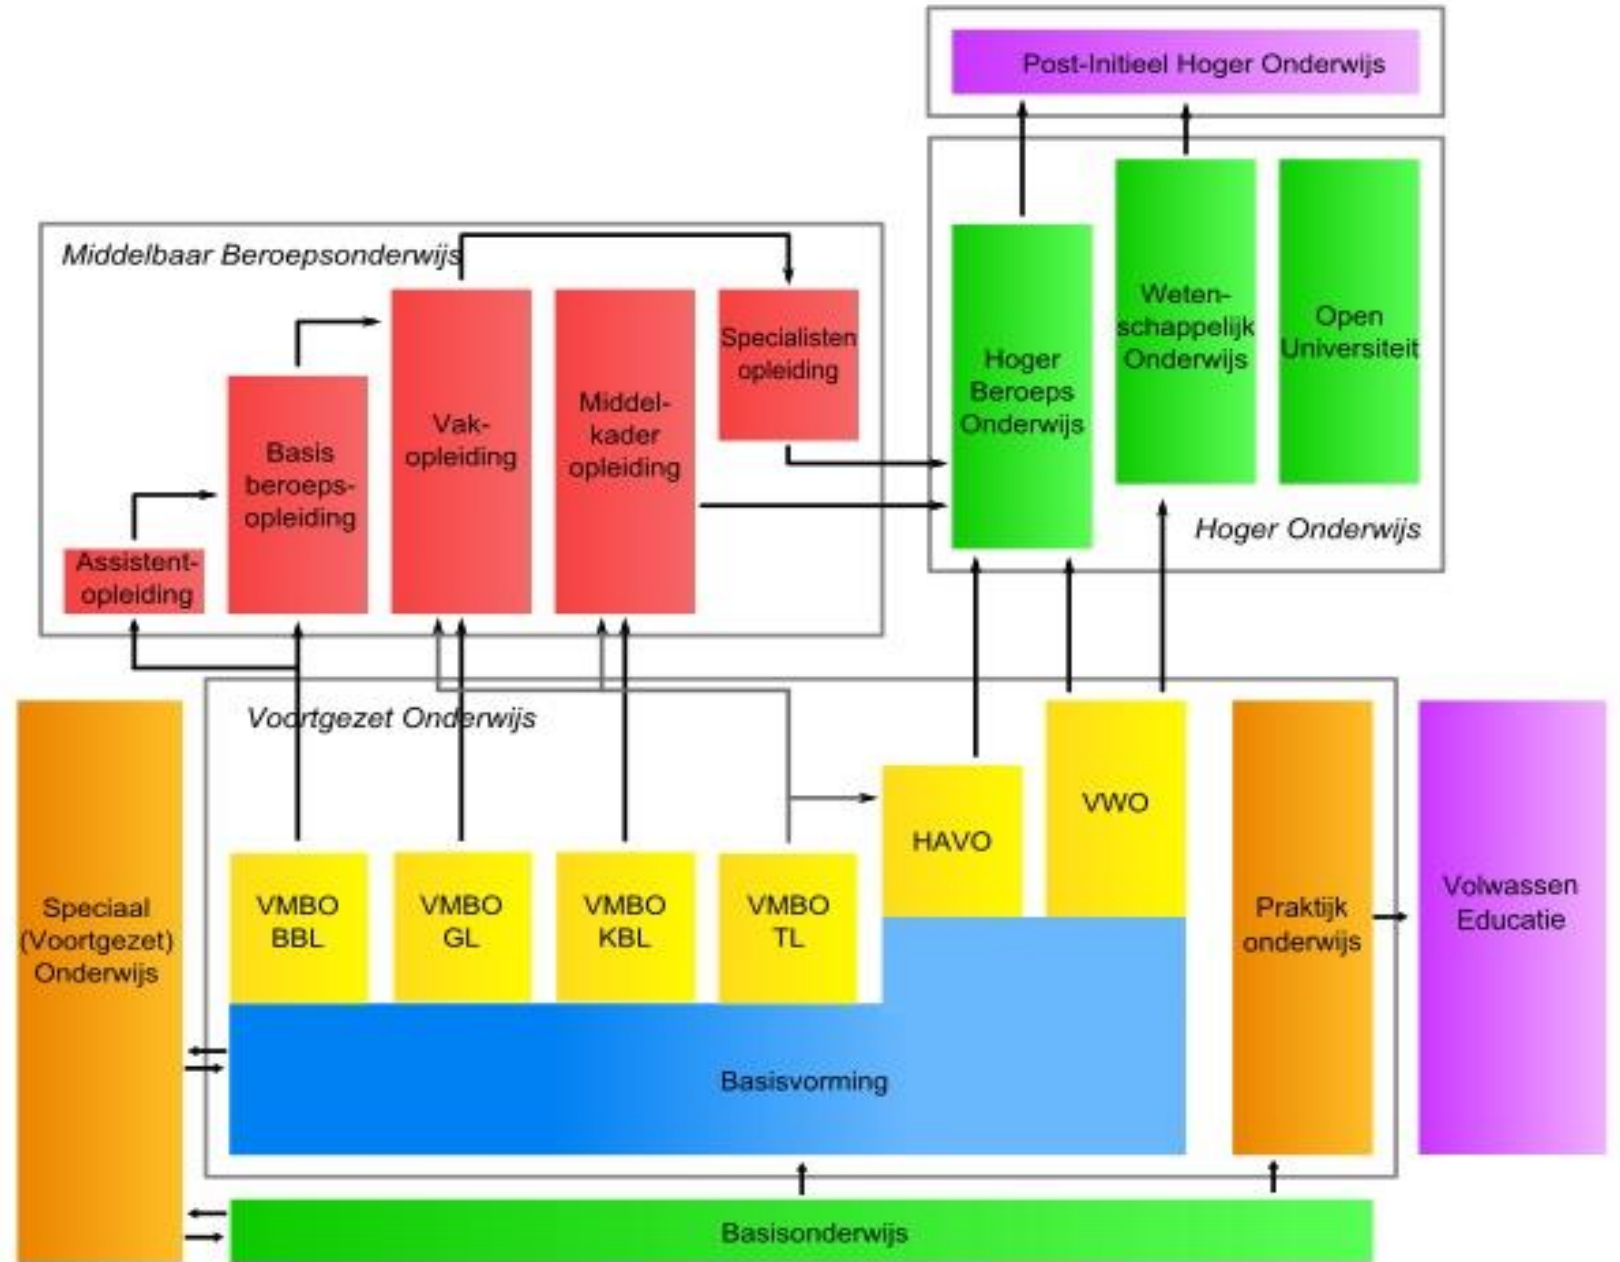 Post-Initieel Hoger Onderwijs
Middelbaar Beroepsonderwijs
Weten-
schappelijk
Onderwijs
Open
Universiteit
Hoger
Beroeps
Onderwijs
Hoger Onderwijs
Specialisten
opleiding
Middel-
kader
opleiding
Vak-
opleiding
Basis
beroeps-
opleiding
Assistent-
opleiding
Voortgezet Onderwijs
Speciaal
(Voortgezet)
Onderwijs
VMBO
BBL
VMBO
GL
VMBO
KBL
VMBO
TL
HAVO
VWO
Praktijk
onderwijs
Volwassen
Educatie
Basisvorming
Basisonderwijs